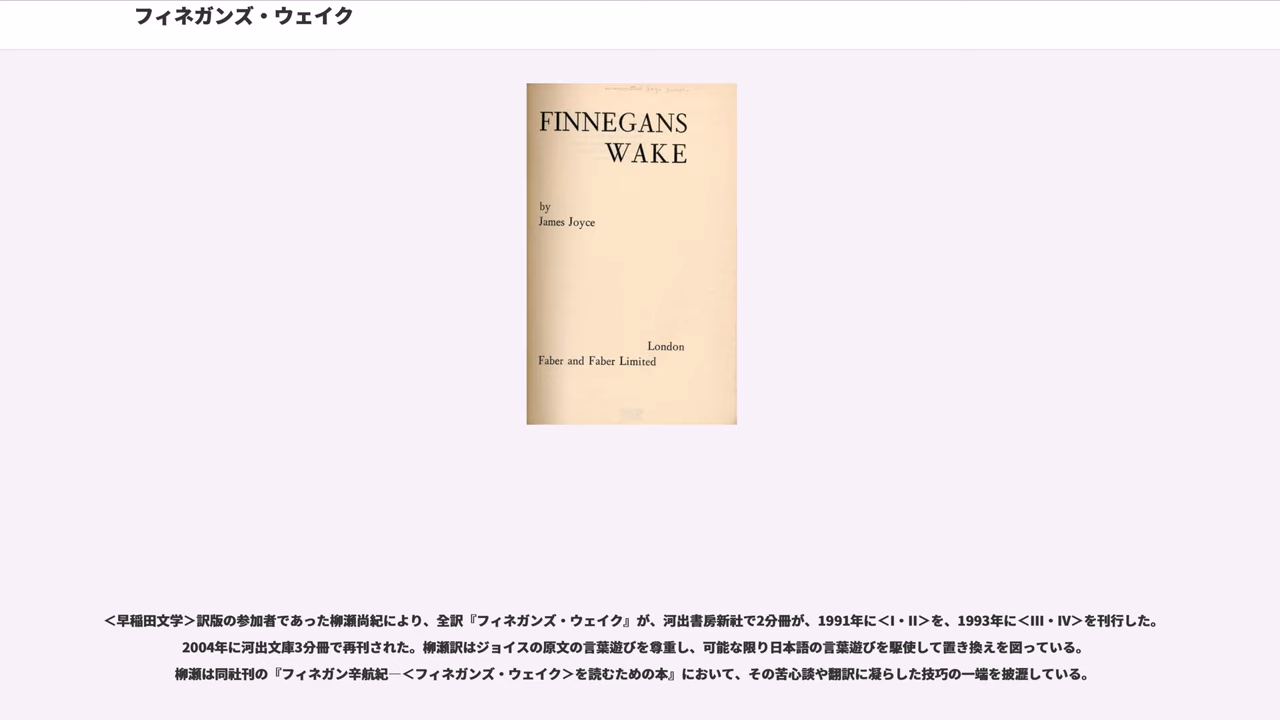 フィネガンズ・ウェイク
FINNEGANS
WAKE
by
James Joyce
London
Faber and Faber Limited
＜早稲田文学＞訳版の参加者であった柳瀬尚紀により、全訳『フィネガンズ・ウェイク』が、河出書房新社で2分冊が、1991年に＜I・II＞を、1993年に＜III・IV＞を刊行した。
2004年に河出文庫3分冊で再刊された。柳瀬訳はジョイスの原文の言葉遊びを尊重し、可能な限り日本語の言葉遊びを駆使して置き換えを図っている。
柳瀬は同社刊の『フィネガン辛航紀―＜フィネガンズ・ウェイク＞を読むための本』において、その苦心談や翻訳に凝らした技巧の一端を披瀝している。